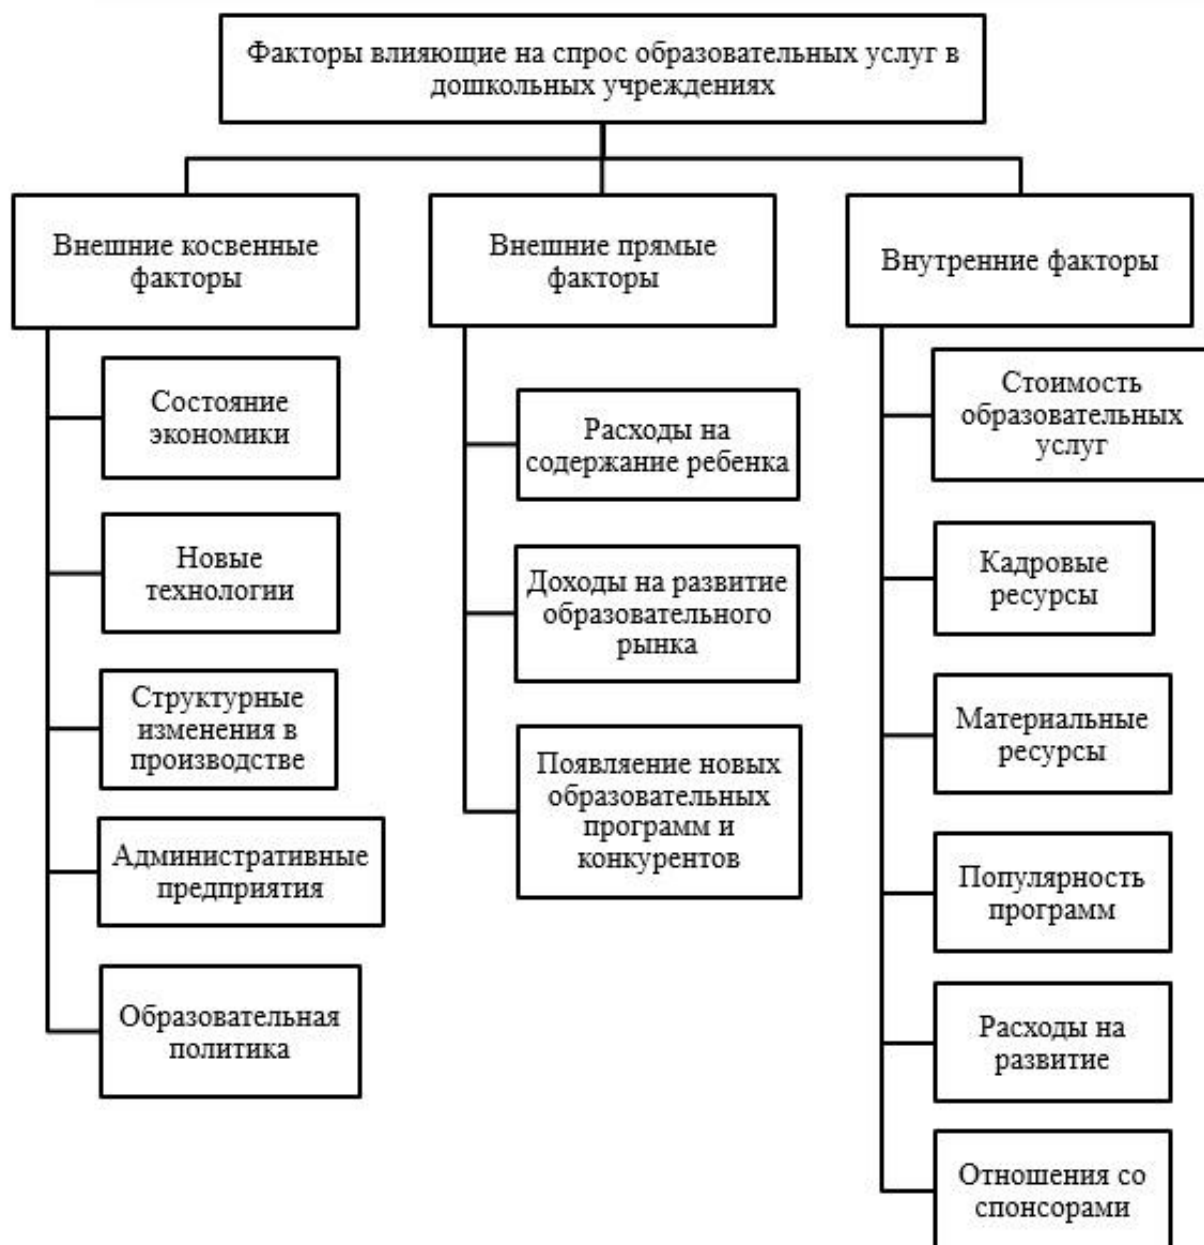 Факторы влияющие на спрос образовательных услуг в
дошкольных учреждениях
Внешние косвенные
факторы
Состояние
экономики
Новые
технологии
Структурные
изменения в
производстве
Административные
предприятия
Образовательная
политика
Внешние прямые
факторы
Расходы на
содержание ребенка
Доходы на развитие
образовательного
рынка
Появляение новых
образовательных
программ и
конкурентов
Внутренние факторы
Стоимость
образовательных
услуг
Кадровые
ресурсы
Материальные
ресурсы
Популярность
программ
Расходы на
развитие
Отношения со
спонсорами